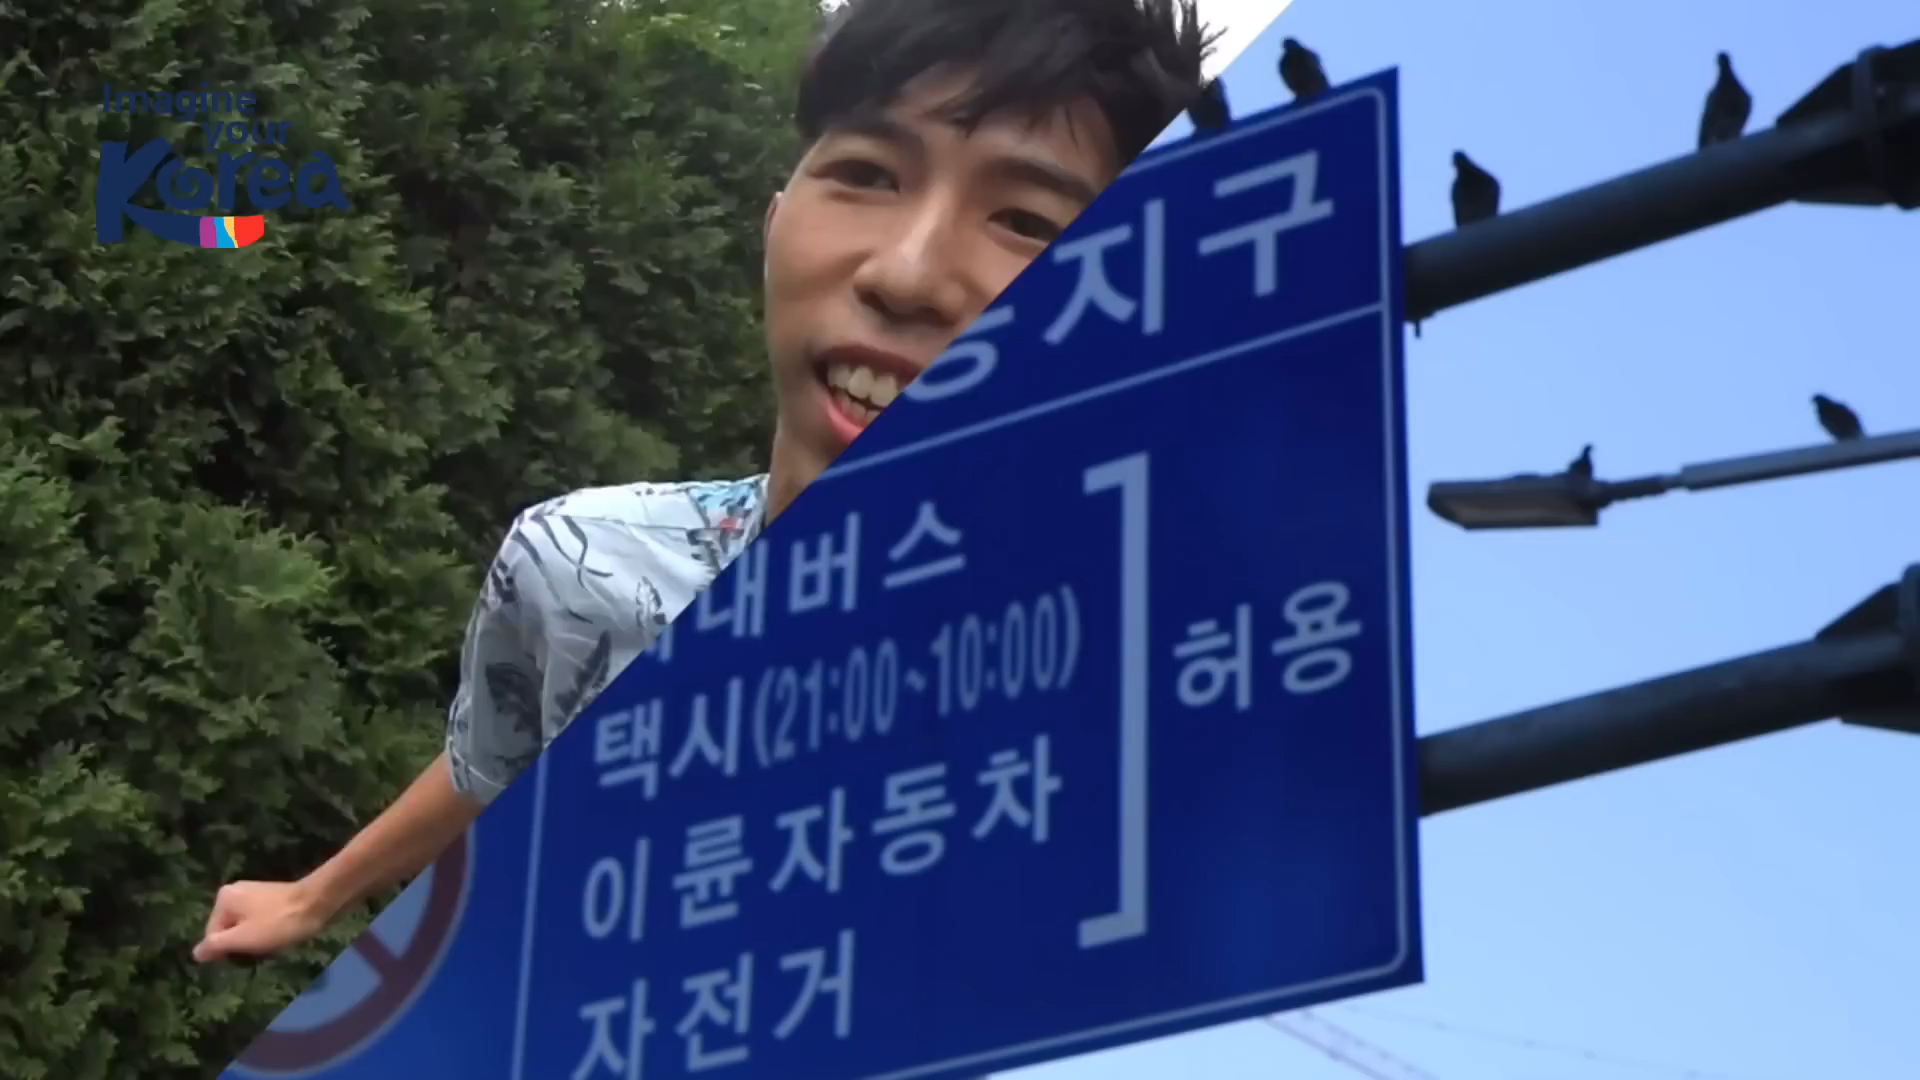 Imagine
your
Korea
지구
내버스
택시(21:00~10:00)
이륜자동차
자전거
허용